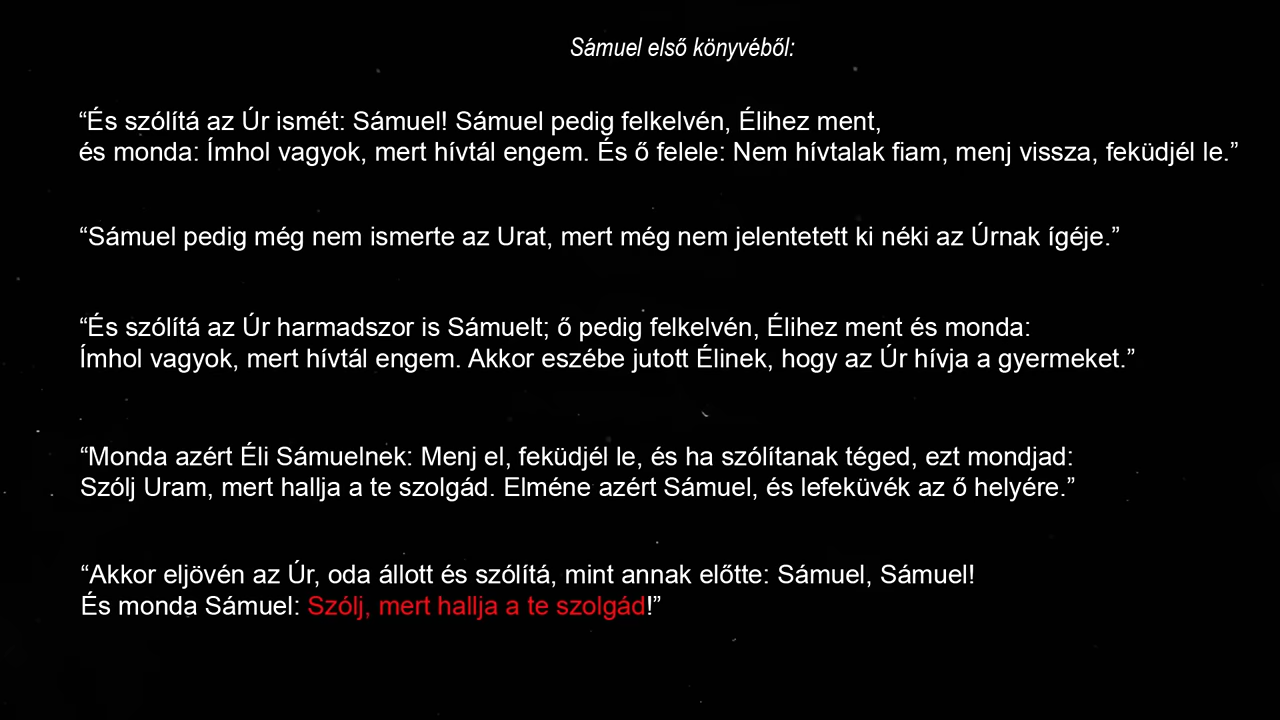 Sámuel első könyvéből:
“És szólítá az Úr ismét: Sámuel! Sámuel pedig felkelvén, Élihez ment,
és monda: Ímhol vagyok, mert hívtál engem. És ő felele: Nem hívtalak fiam, menj vissza, feküdjél le.”
“Sámuel pedig még nem ismerte az Urat, mert még nem jelentetett ki néki az Úrnak ígéje.”
“És szólítá az Úr harmadszor is Sámuelt; ő pedig felkelvén, Élihez ment és monda:
Ímhol vagyok, mert hívtál engem. Akkor eszébe jutott Élinek, hogy az Úr hívja a gyermeket.”
“Monda azért Éli Sámuelnek: Menj el, feküdjél le, és ha szólítanak téged, ezt mondjad:
Szólj Uram, mert hallja a te szolgád. Elméne azért Sámuel, és lefeküvék az ő helyére.”
“Akkor eljövén az Úr, oda állott és szólítá, mint annak előtte: Sámuel, Sámuel!
És monda Sámuel: Szólj, mert hallja a te szolgád!”